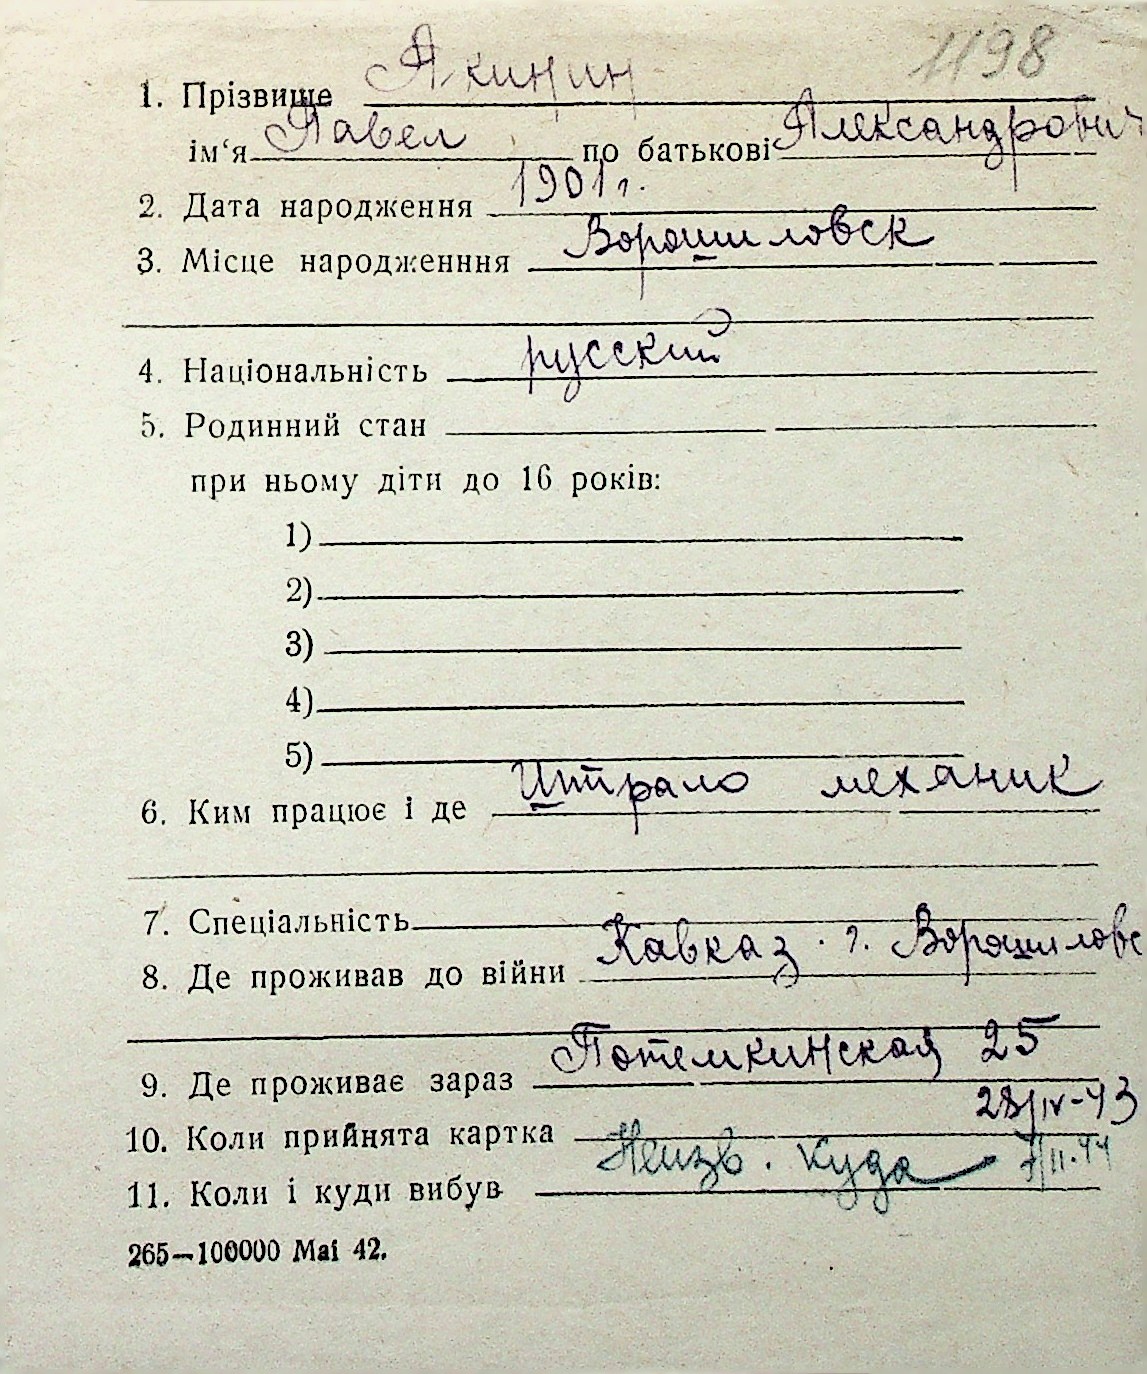 1198
1. Прізвище Якинин
ім‘я Павел по батькові Александрович
2. Дата народження 1901 г.
3. Місце народженння Ворошиловск
4. Національність русский
5. Родинний стан
при ньому діти до 16 років:
1)
2)
3)
4)
5)
6. Ким працює і де механик
7. Спеціальність
8. Де проживав до війни Кавказ. г. Ворошиловс
9. Де проживає зараз Потемкинская 25
10. Коли прийнята картка 28/IV-43
11. Коли і куди вибув Неизв. куда 7/II.44
265—100000 Mai 42.